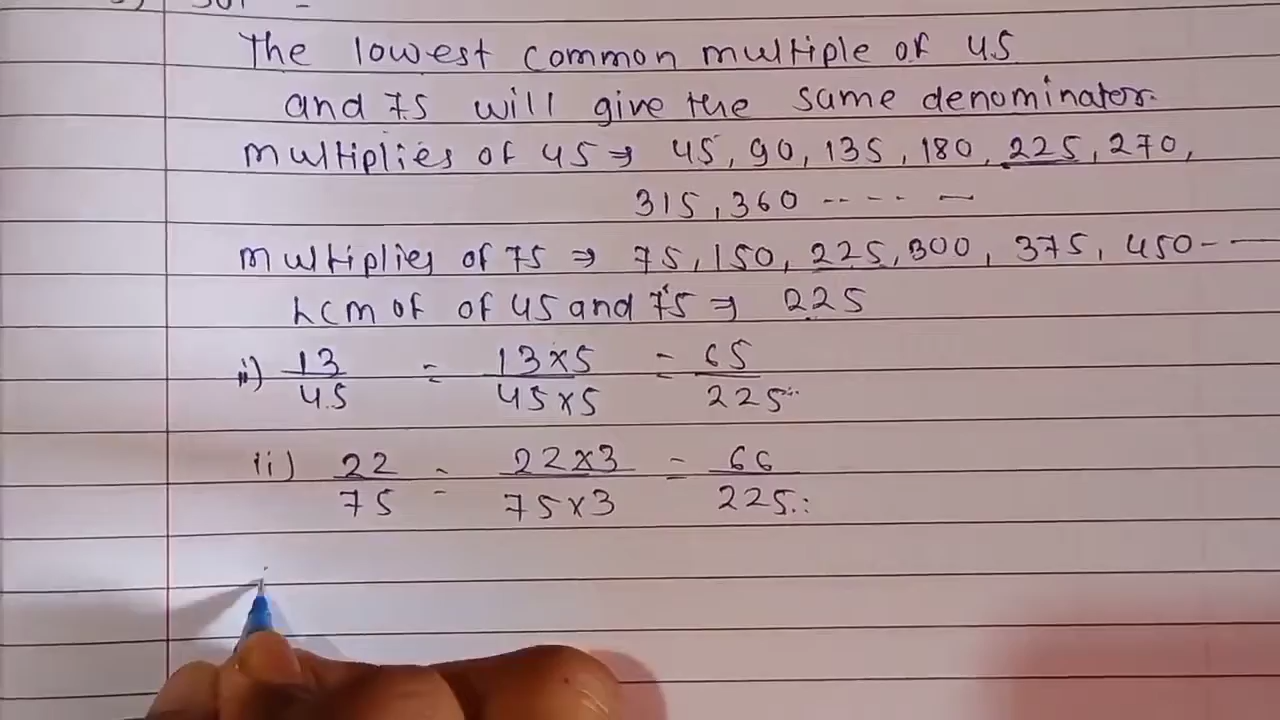 The lowest common multiple of 45
and 75 will give the same denominator.
Multiplies of 45 ⇒ 45, 90, 135, 180, 225, 270,
315, 360 ----- —
Multiplies of 75 ⇒ 75, 150, 225, 300, 375, 450 - —
LCM of of 45 and 75 ⇒ 225
ii) 13/45 = 13×5/45×5 = 65/225
ii) 22/75 = 22×3/75×3 = 66/225